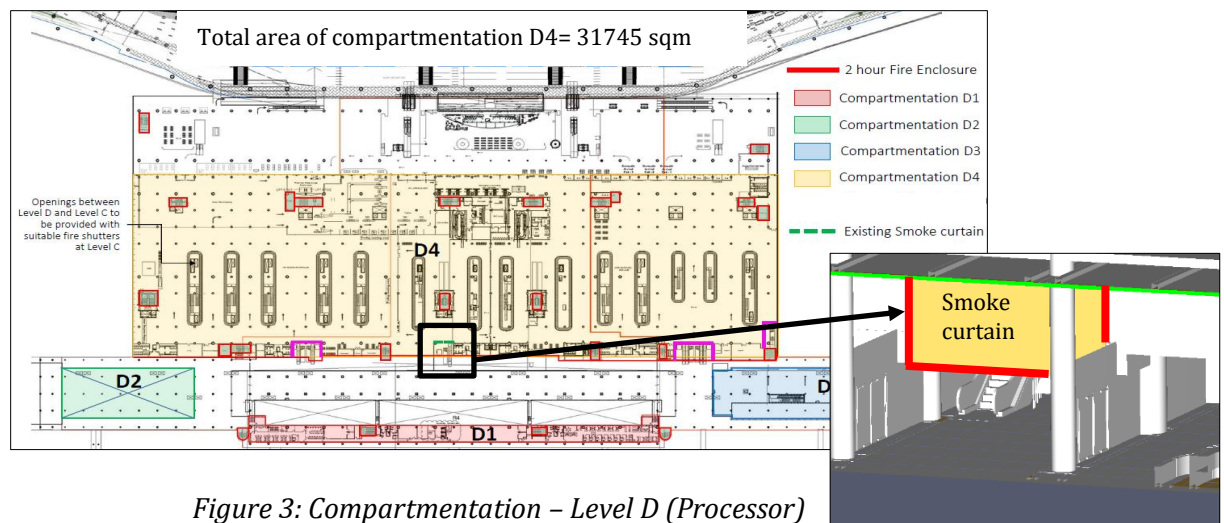 Total area of compartmentation D4= 31745 sqm
2 hour Fire Enclosure
Compartmentation D1
Compartmentation D2
Compartmentation D3
Compartmentation D4
Existing Smoke curtain
Openings between
Level D and Level C to
be provided with
suitable fire shutters
at Level C
D4
D2
D
D1
Smoke
curtain
Figure 3: Compartmentation – Level D (Processor)